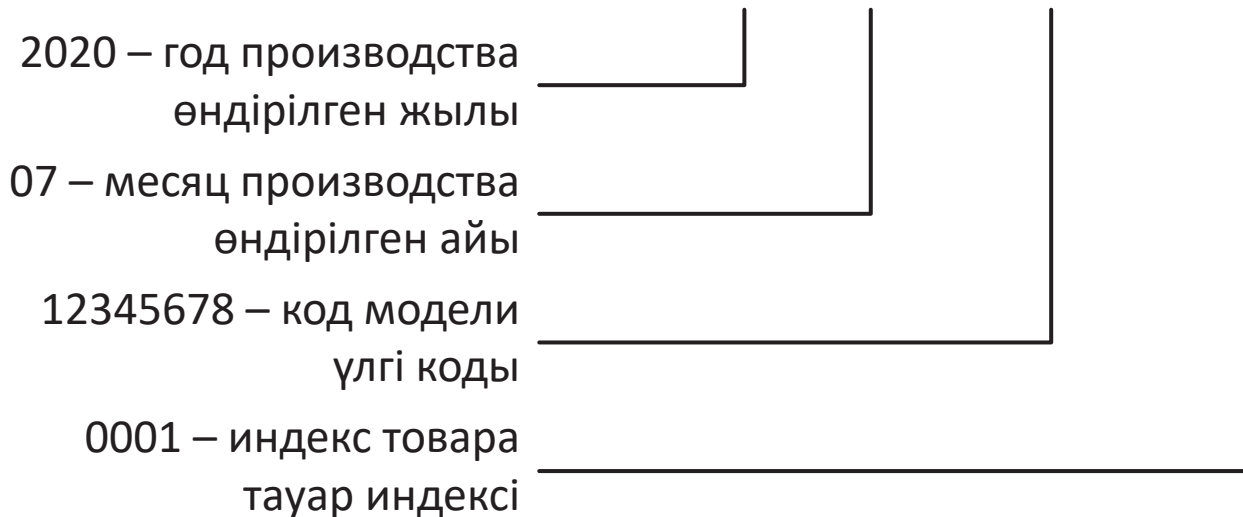 2020 – год производства
өндірілген жылы
07 – месяц производства
өндірілген айы
12345678 – код модели
үлгі коды
0001 – индекс товара
тауар индексі